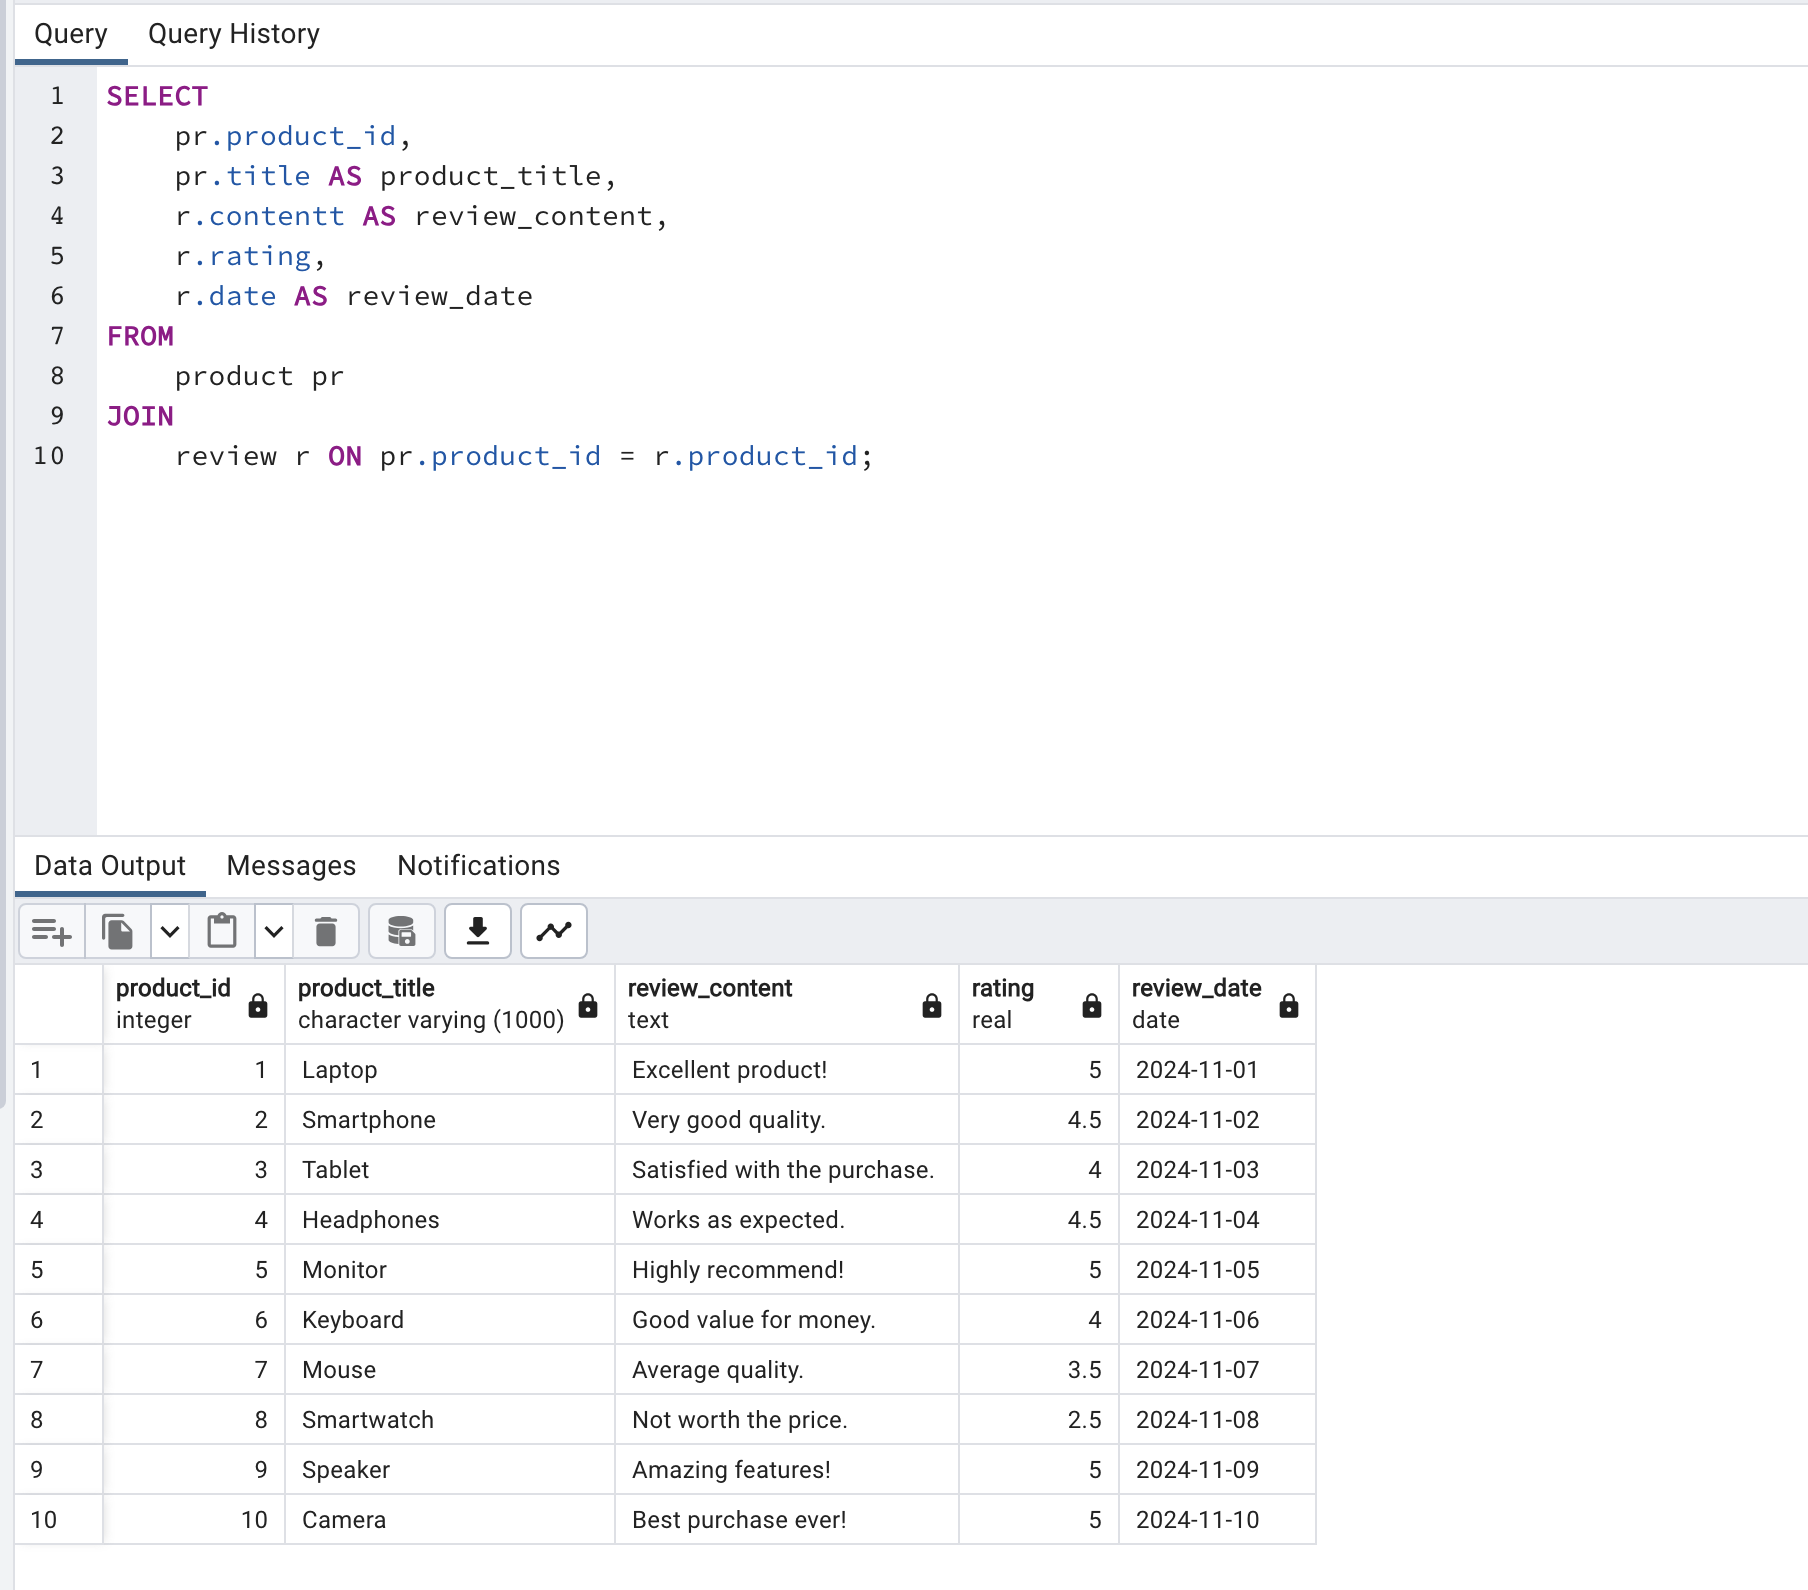 Query Query History
1 SELECT
2 pr.product_id,
3 pr.title AS product_title,
4 r.contentt AS review_content,
5 r.rating,
6 r.date AS review_date
7 FROM
8 product pr
9 JOIN
10 review r ON pr.product_id = r.product_id;
Data Output Messages Notifications
product_id product_title review_content rating review_date
integer character varying (1000) text real date
1 1 Laptop Excellent product! 5 2024-11-01
2 2 Smartphone Very good quality. 4.5 2024-11-02
3 3 Tablet Satisfied with the purchase. 4 2024-11-03
4 4 Headphones Works as expected. 4.5 2024-11-04
5 5 Monitor Highly recommend! 5 2024-11-05
6 6 Keyboard Good value for money. 4 2024-11-06
7 7 Mouse Average quality. 3.5 2024-11-07
8 8 Smartwatch Not worth the price. 2.5 2024-11-08
9 9 Speaker Amazing features! 5 2024-11-09
10 10 Camera Best purchase ever! 5 2024-11-10